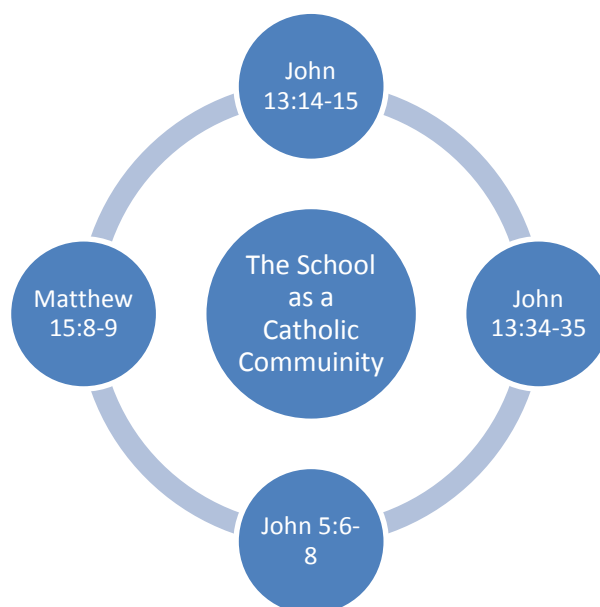 John
13:14-15
The School
as a
Catholic
Commuinity
Matthew
15:8-9
John
13:34-35
John 5:6-
8